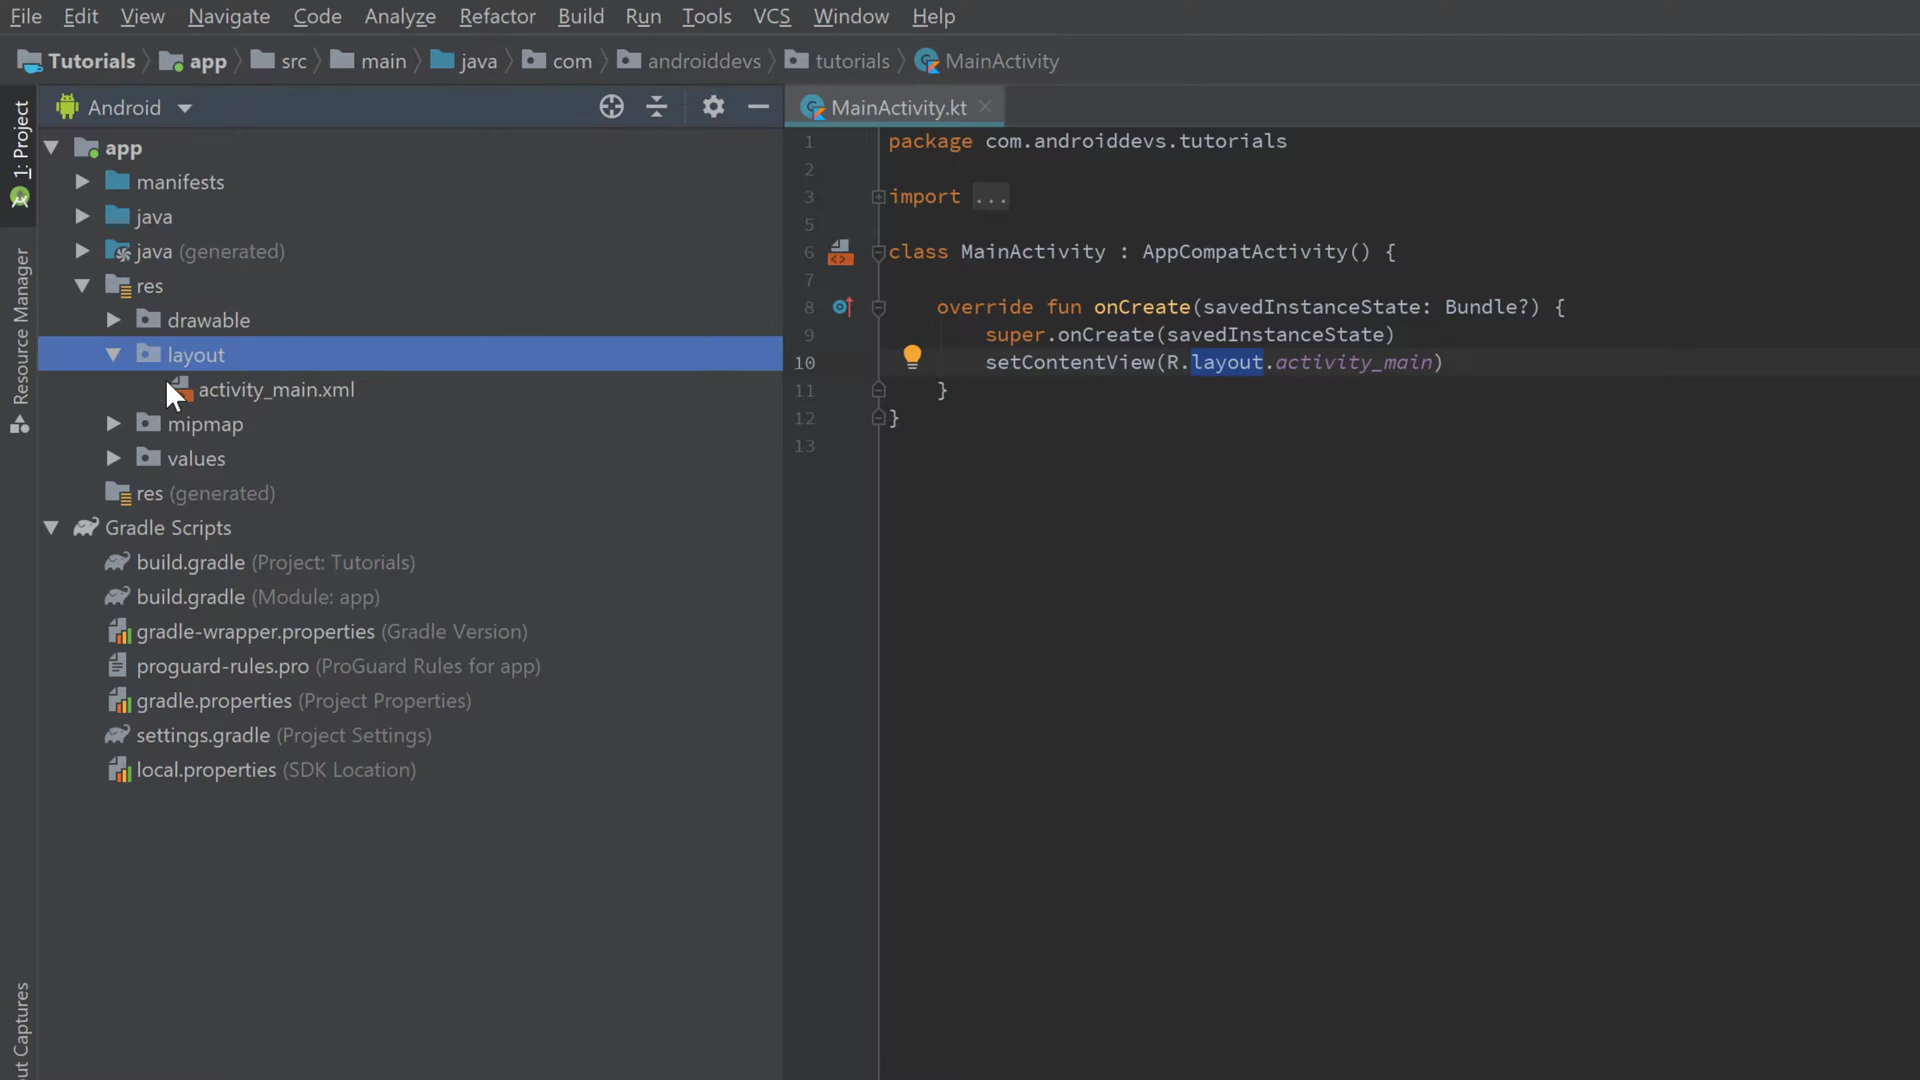 File Edit View Navigate Code Analyze Refactor Build Run Tools VCS Window Help
Tutorials app src main java com androiddevs tutorials MainActivity
1: Project
Resource Manager
Android
app
manifests
java
java (generated)
res
drawable
layout
activity_main.xml
mipmap
values
res (generated)
Gradle Scripts
build.gradle (Project: Tutorials)
build.gradle (Module: app)
gradle-wrapper.properties (Gradle Version)
proguard-rules.pro (ProGuard Rules for app)
gradle.properties (Project Properties)
settings.gradle (Project Settings)
local.properties (SDK Location)
MainActivity.kt
1 package com.androiddevs.tutorials
2
3 import ...
5
6 class MainActivity : AppCompatActivity() {
7
8 override fun onCreate(savedInstanceState: Bundle?) {
9 super.onCreate(savedInstanceState)
10 setContentView(R.layout.activity_main)
11 }
12 }
13
Captures